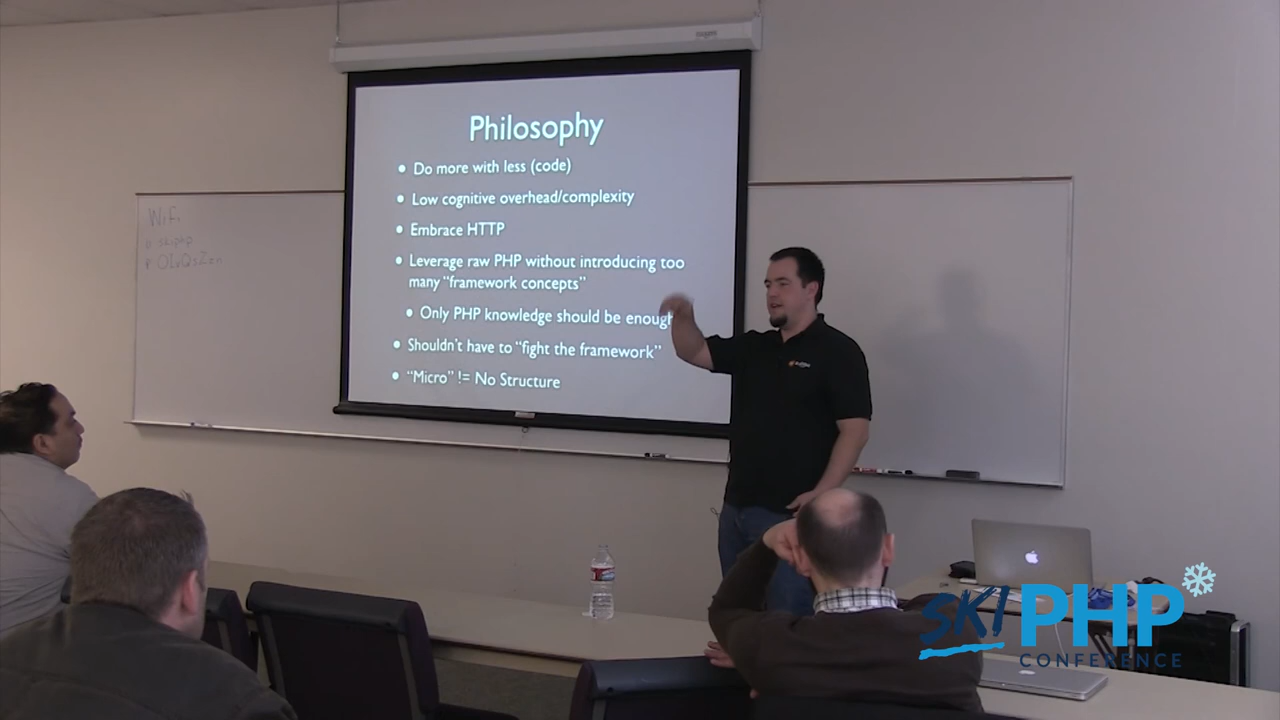 Philosophy
• Do more with less (code)
• Low cognitive overhead/complexity
• Embrace HTTP
• Leverage raw PHP without introducing too
many “framework concepts”
• Only PHP knowledge should be enough
• Shouldn’t have to “fight the framework”
• “Micro” != No Structure
WiFi
skiphp
SKI PHP
CONFERENCE